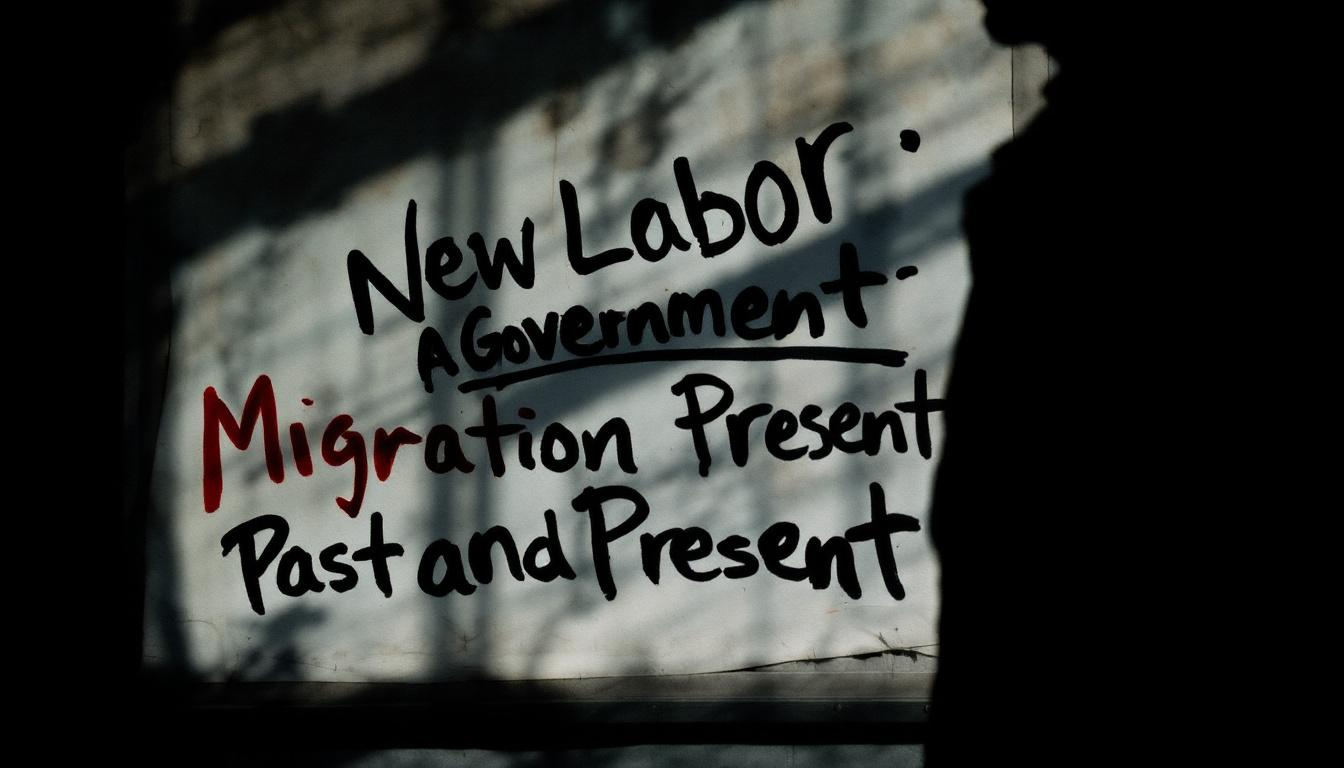 New Labor ·
A Government-
Migration Present
Past and Present